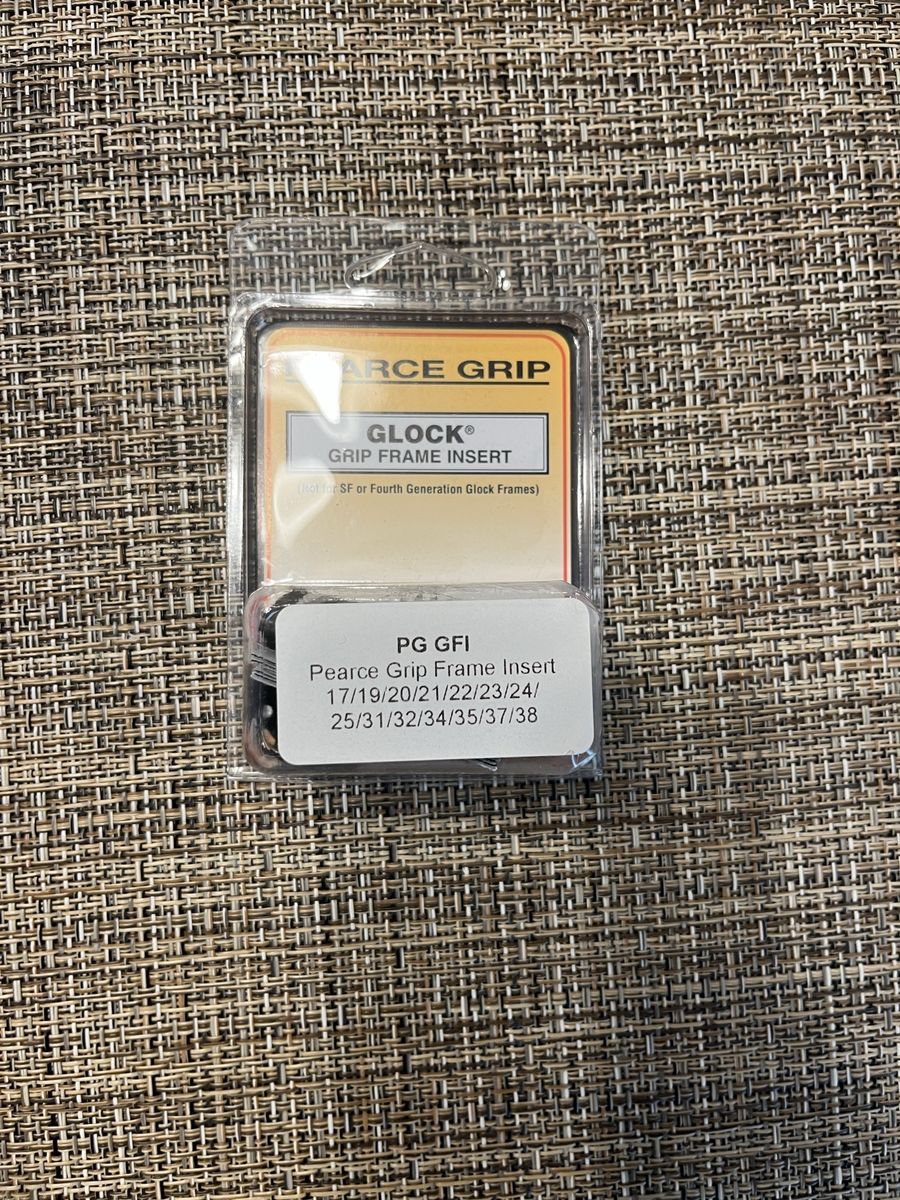 PEARCE GRIP
GLOCK®
GRIP FRAME INSERT
(Not for SF or Fourth Generation Glock Frames)
PG GFI
Pearce Grip Frame Insert
17/19/20/21/22/23/24/
25/31/32/34/35/37/38